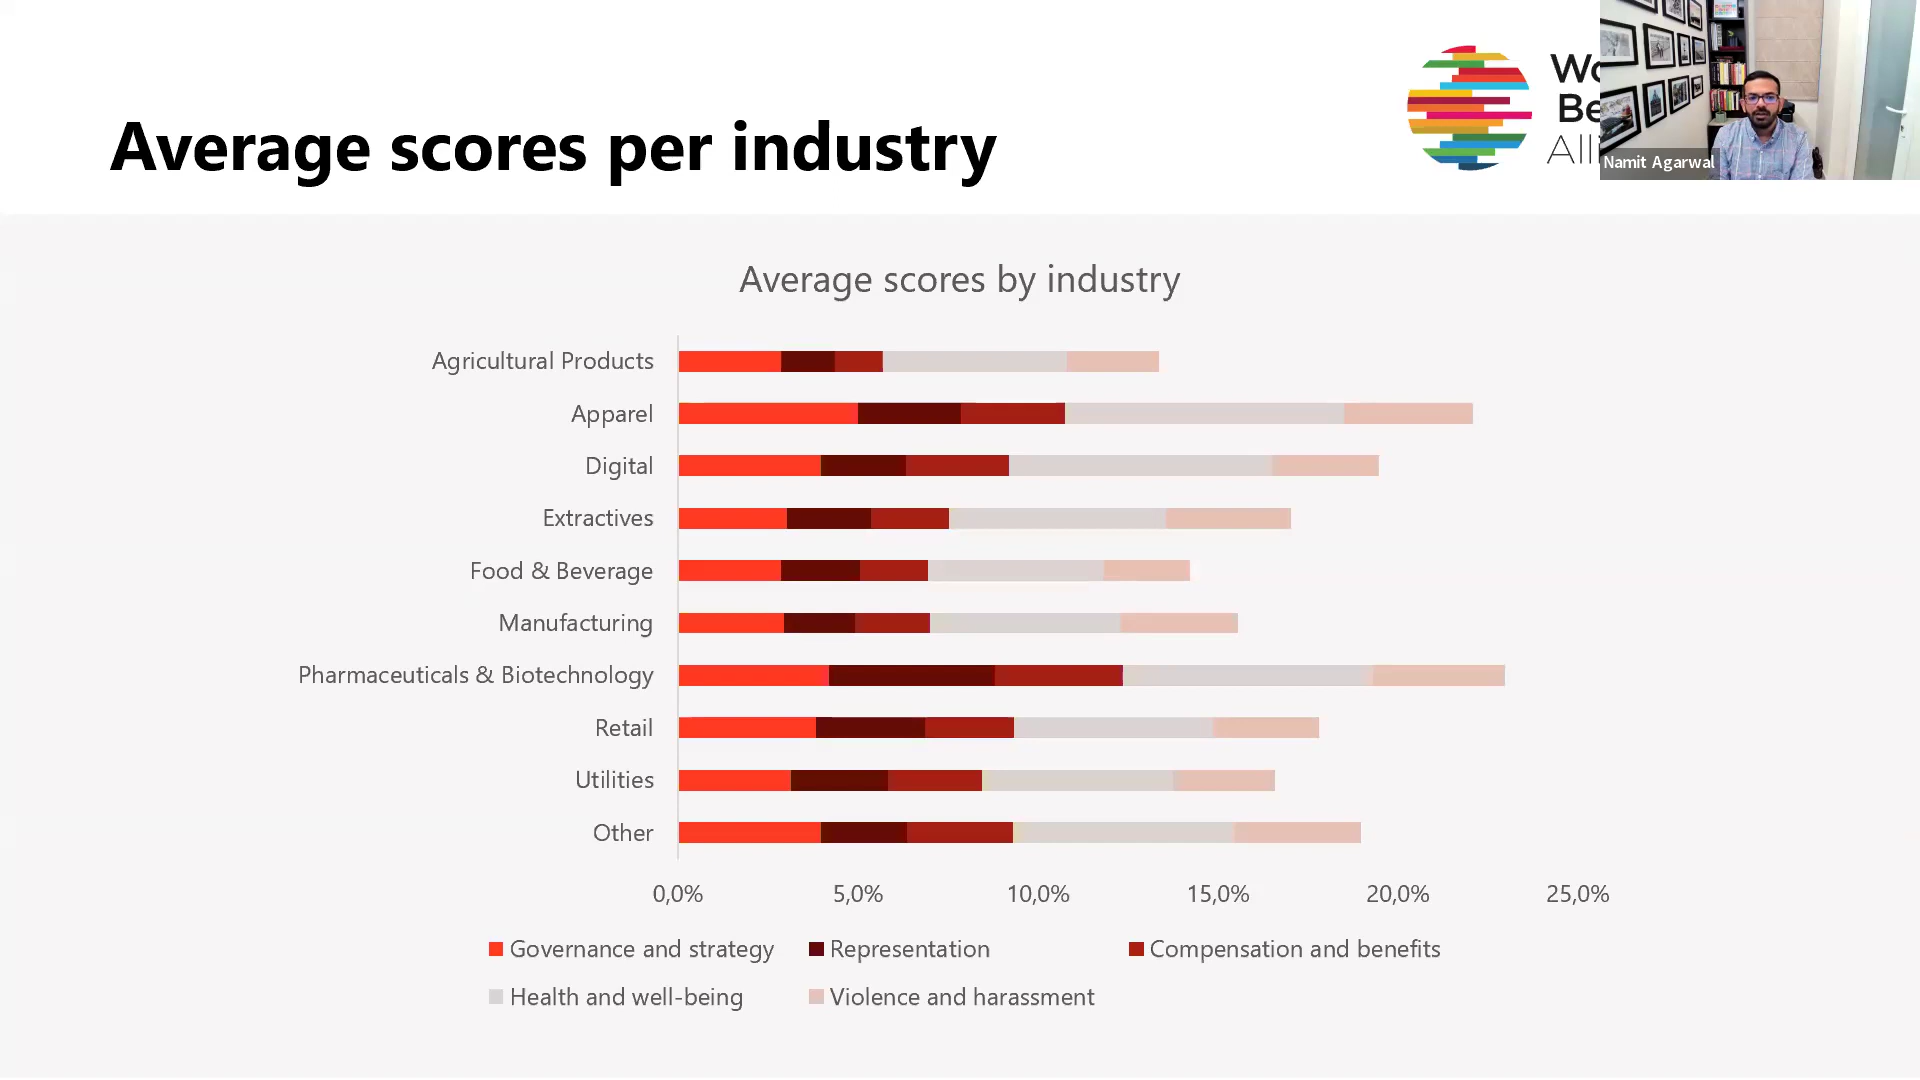 Average scores per industry
All
Namit Agarwal
Average scores by industry
Agricultural Products
Apparel
Digital
Extractives
Food & Beverage
Manufacturing
Pharmaceuticals & Biotechnology
Retail
Utilities
Other
0,0% 5,0% 10,0% 15,0% 20,0% 25,0%
Governance and strategy Representation Compensation and benefits
Health and well-being Violence and harassment